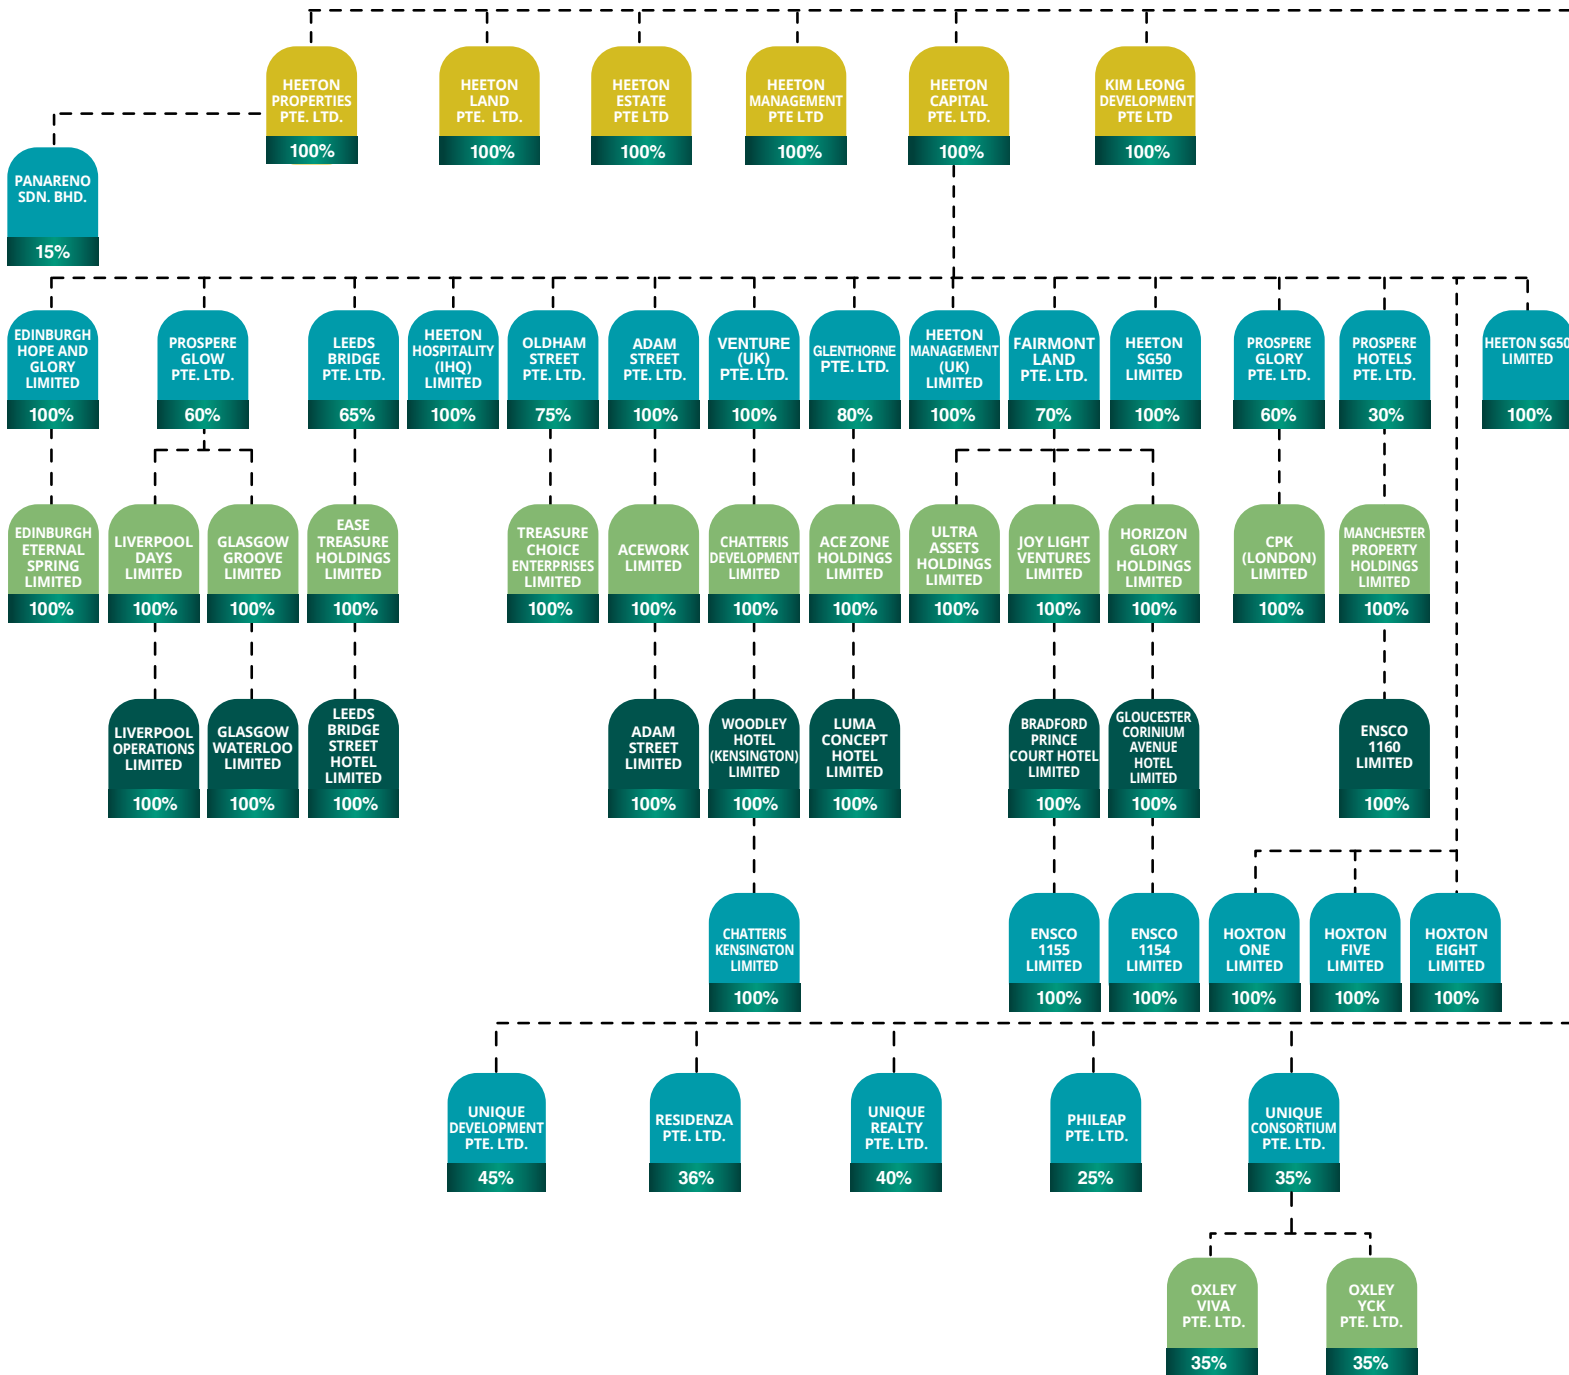 HEETON
PROPERTIES
PTE. LTD.
100%
HEETON
LAND
PTE. LTD.
100%
HEETON
ESTATE
PTE LTD
100%
HEETON
MANAGEMENT
PTE LTD
100%
HEETON
CAPITAL
PTE. LTD.
100%
KIM LEONG
DEVELOPMENT
PTE LTD
100%
PANARENO
SDN. BHD.
15%
EDINBURGH
HOPE AND
GLORY
LIMITED
100%
PROSPERE
GLOW
PTE. LTD.
60%
LEEDS
BRIDGE
PTE. LTD.
65%
HEETON
HOSPITALITY
(IHQ)
LIMITED
100%
OLDHAM
STREET
PTE. LTD.
75%
ADAM
STREET
PTE. LTD.
100%
VENTURE
(UK)
PTE. LTD.
100%
GLENTHORNE
PTE. LTD.
80%
HEETON
MANAGEMENT
(UK)
LIMITED
100%
FAIRMONT
LAND
PTE. LTD.
70%
HEETON
SG50
LIMITED
100%
PROSPERE
GLORY
PTE. LTD.
60%
PROSPERE
HOTELS
PTE. LTD.
30%
HEETON SG50
LIMITED
100%
EDINBURGH
ETERNAL
SPRING
LIMITED
100%
LIVERPOOL
DAYS
LIMITED
100%
GLASGOW
GROOVE
LIMITED
100%
EASE
TREASURE
HOLDINGS
LIMITED
100%
TREASURE
CHOICE
ENTERPRISES
LIMITED
100%
ACEWORK
LIMITED
100%
CHATTERIS
DEVELOPMENT
LIMITED
100%
ACE ZONE
HOLDINGS
LIMITED
100%
ULTRA
ASSETS
HOLDINGS
LIMITED
100%
JOY LIGHT
VENTURES
LIMITED
100%
HORIZON
GLORY
HOLDINGS
LIMITED
100%
CPK
(LONDON)
LIMITED
100%
MANCHESTER
PROPERTY
HOLDINGS
LIMITED
100%
LIVERPOOL
OPERATIONS
LIMITED
100%
GLASGOW
WATERLOO
LIMITED
100%
LEEDS
BRIDGE
STREET
HOTEL
LIMITED
100%
ADAM
STREET
LIMITED
100%
WOODLEY
HOTEL
(KENSINGTON)
LIMITED
100%
LUMA
CONCEPT
HOTEL
LIMITED
100%
BRADFORD
PRINCE
COURT HOTEL
LIMITED
100%
GLOUCESTER
CORINIUM
AVENUE
HOTEL
LIMITED
100%
ENSCO
1160
LIMITED
100%
CHATTERIS
KENSINGTON
LIMITED
100%
ENSCO
1155
LIMITED
100%
ENSCO
1154
LIMITED
100%
HOXTON
ONE
LIMITED
100%
HOXTON
FIVE
LIMITED
100%
HOXTON
EIGHT
LIMITED
100%
UNIQUE
DEVELOPMENT
PTE. LTD.
45%
RESIDENZA
PTE. LTD.
36%
UNIQUE
REALTY
PTE. LTD.
40%
PHILEAP
PTE. LTD.
25%
UNIQUE
CONSORTIUM
PTE. LTD.
35%
OXLEY
VIVA
PTE. LTD.
35%
OXLEY
YCK
PTE. LTD.
35%